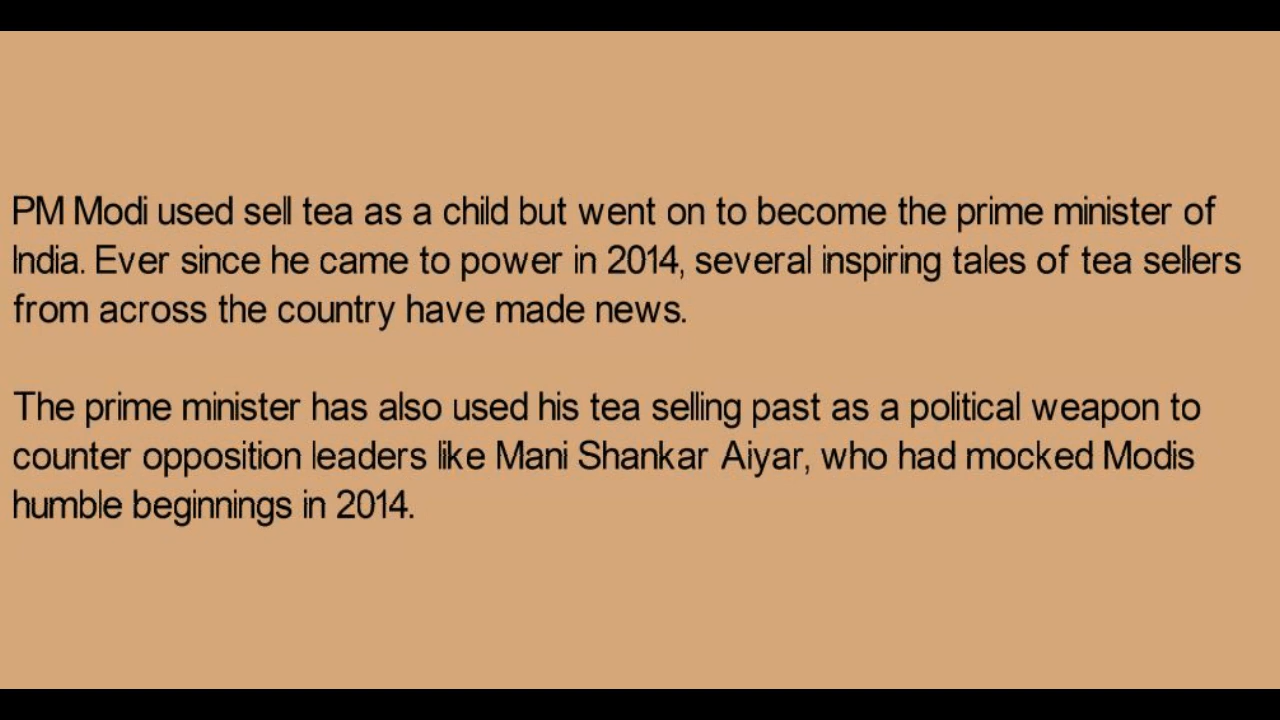 PM Modi used sell tea as a child but went on to become the prime minister of
India. Ever since he came to power in 2014, several inspiring tales of tea sellers
from across the country have made news.
The prime minister has also used his tea selling past as a political weapon to
counter opposition leaders like Mani Shankar Aiyar, who had mocked Modis
humble beginnings in 2014.